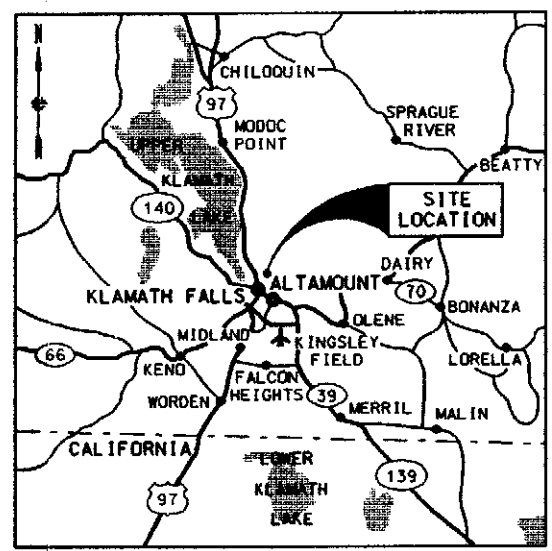 N
CHILOQUIN
97
MODOC
POINT
SPRAGUE
RIVER
BEATTY
UPPER
KLAMATH
LAKE
140
SITE
LOCATION
DAIRY
ALTAMOUNT
KLAMATH FALLS
70
BONANZA
OLENE
MIDLAND
KINGSLEY
FIELD
LORELLA
66
KENO
FALCON
HEIGHTS
39
WORDEN
MERRIL
MALIN
CALIFORNIA
LOWER
KLAMATH
LAKE
139
97